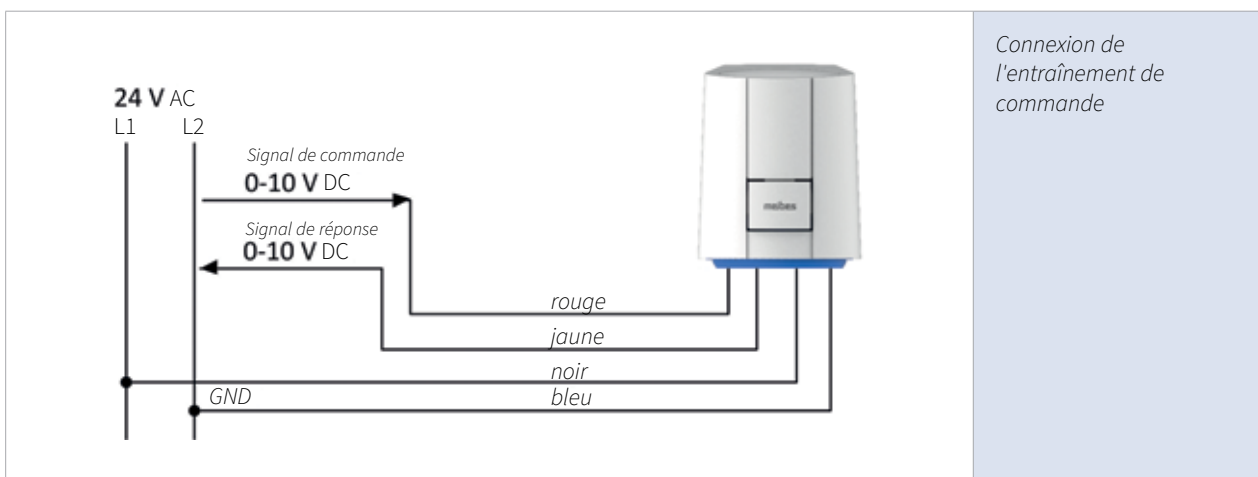 24 V AC
L1 L2
Signal de commande
0-10 V DC
Signal de réponse
0-10 V DC
rouge
jaune
noir
GND bleu
meibes
Connexion de
l'entraînement de
commande